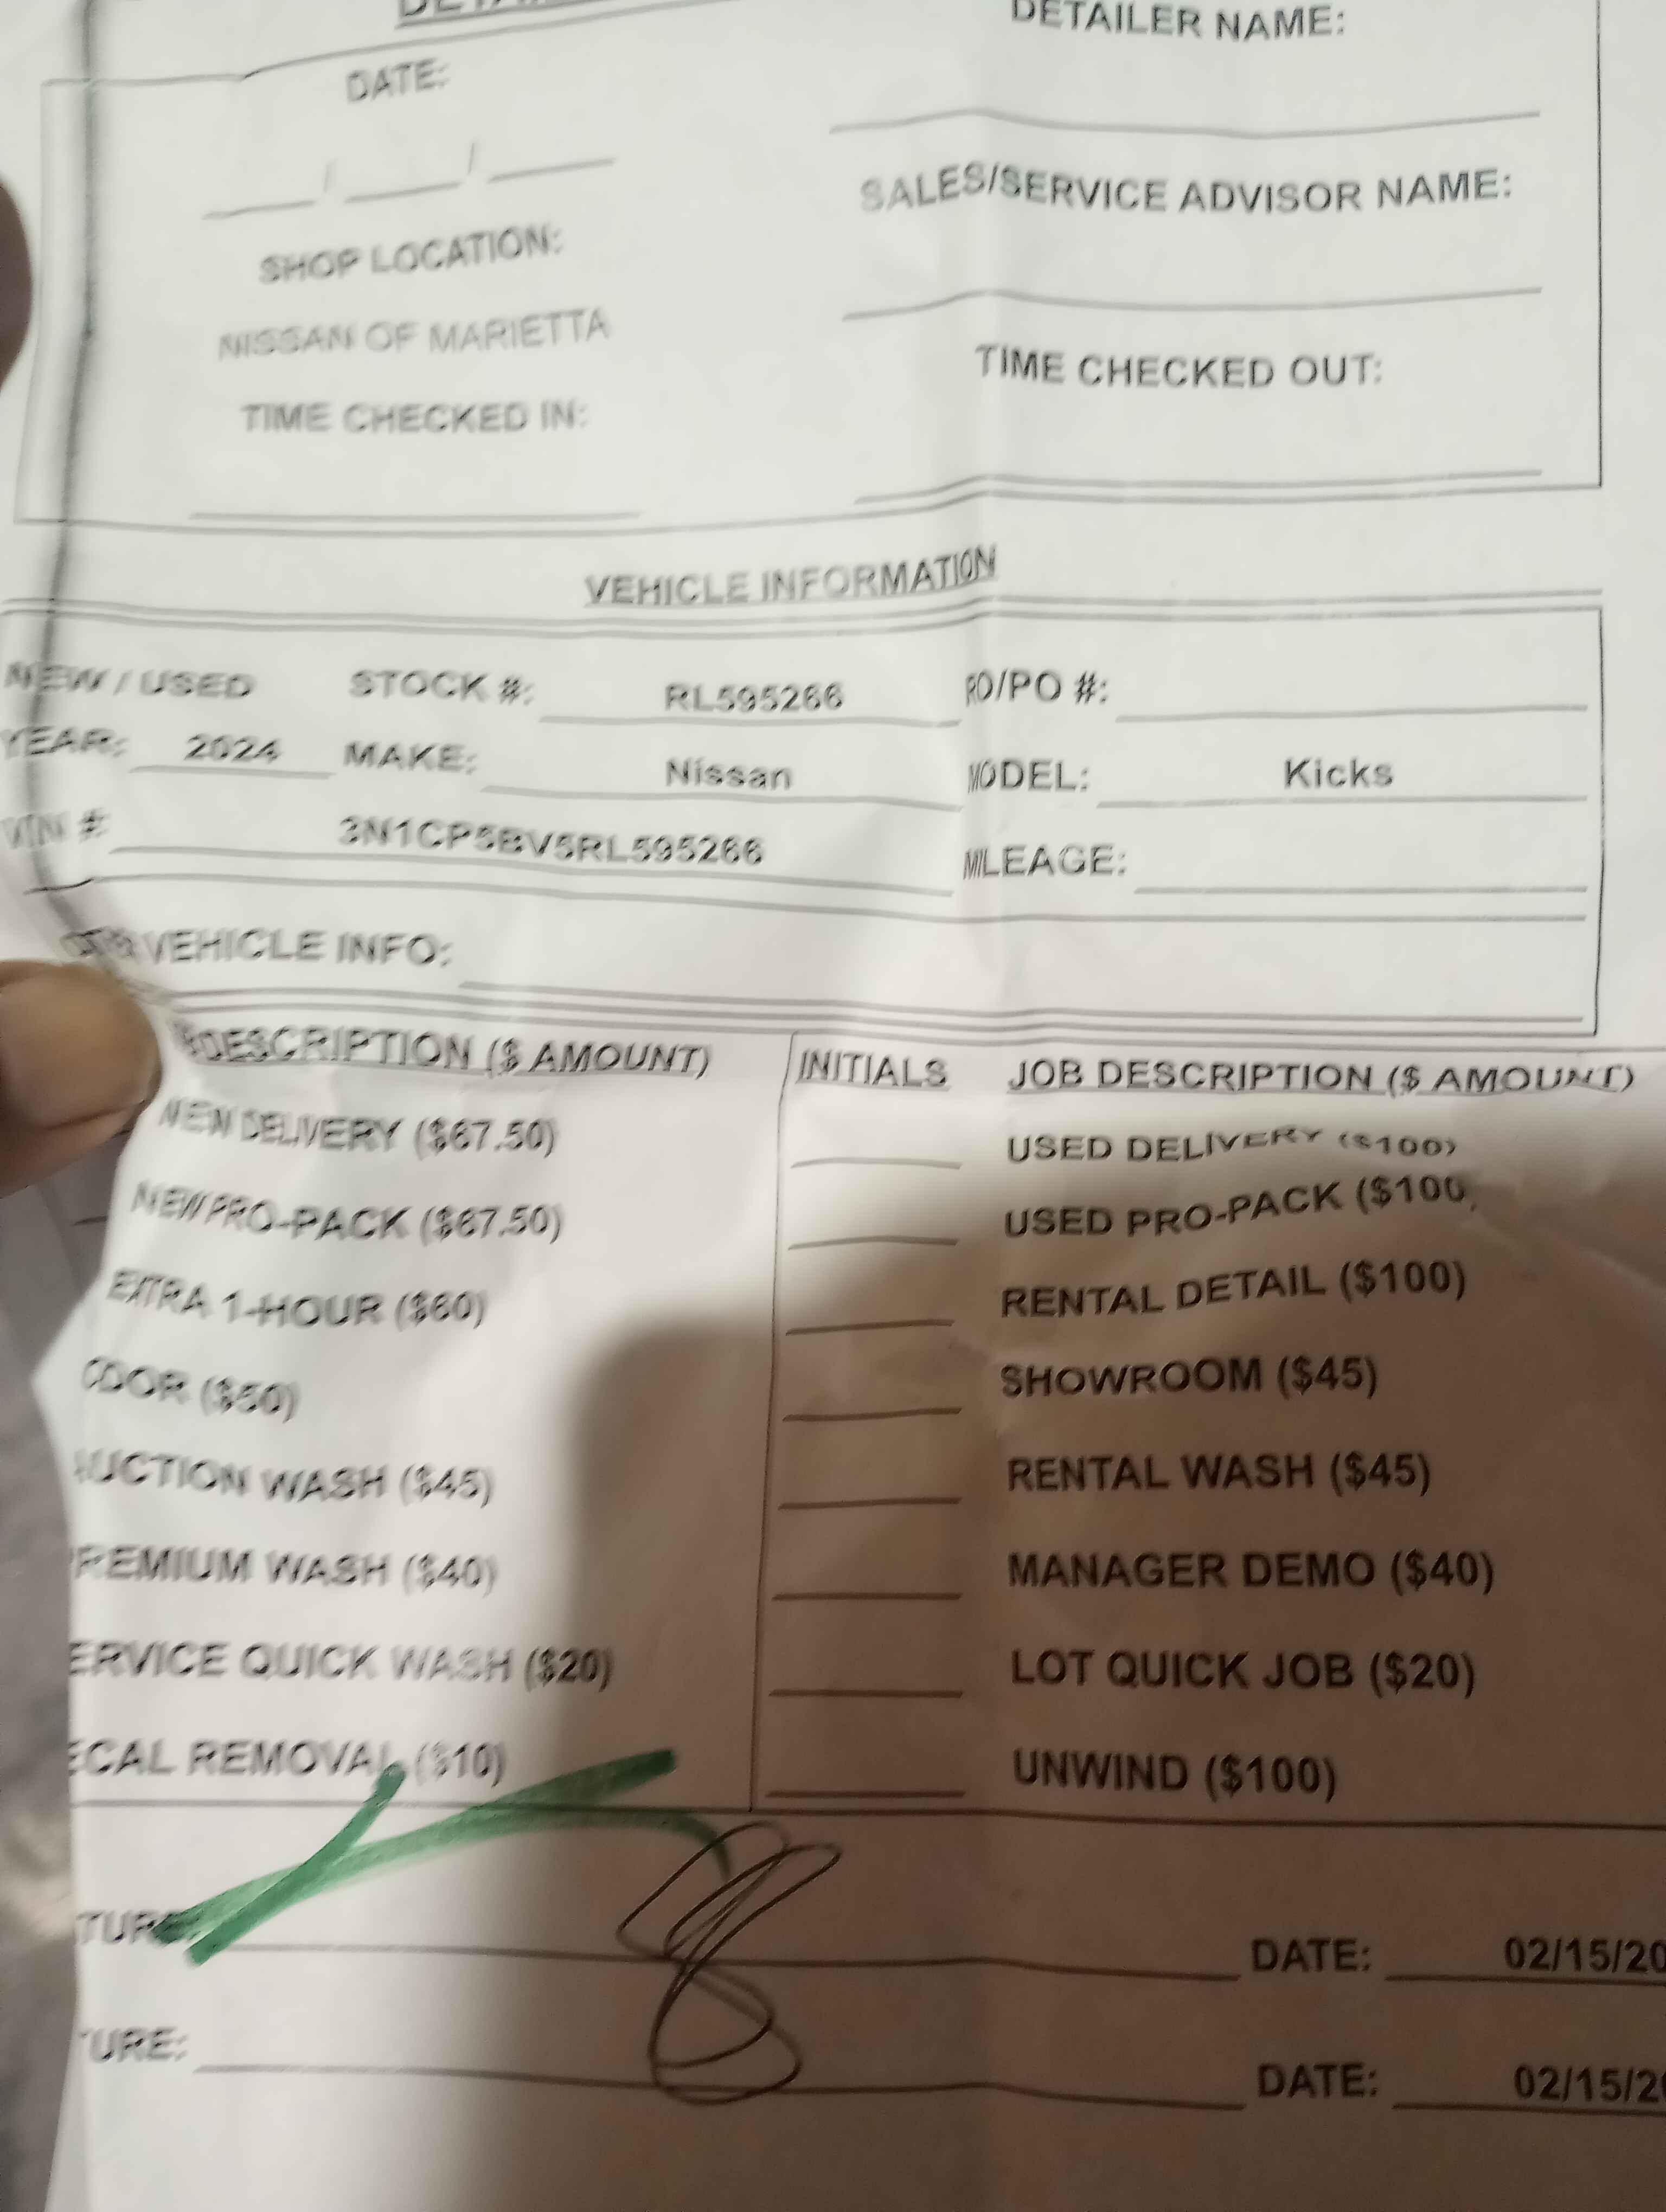 DETAILER NAME:
DATE:
/ /
SALES/SERVICE ADVISOR NAME:
SHOP LOCATION:
NISSAN OF MARIETTA
TIME CHECKED OUT:
TIME CHECKED IN:
VEHICLE INFORMATION
NEW / USED STOCK #: RL595266 RO/PO #:
YEAR: 2024 MAKE: Nissan MODEL: Kicks
VIN # 3N1CP5BV5RL595266 MILEAGE:
VEHICLE INFO:
DESCRIPTION ($ AMOUNT) INITIALS JOB DESCRIPTION ($ AMOUNT)
NEW DELIVERY ($67.50) USED DELIVERY ($100)
NEW PRO-PACK ($67.50) USED PRO-PACK ($100)
EXTRA 1-HOUR ($60) RENTAL DETAIL ($100)
ODOR ($50) SHOWROOM ($45)
AUCTION WASH ($45) RENTAL WASH ($45)
PREMIUM WASH ($40) MANAGER DEMO ($40)
ERVICE QUICK WASH ($20) LOT QUICK JOB ($20)
ECAL REMOVAL ($10) UNWIND ($100)
TURE: DATE: 02/15/20
URE: DATE: 02/15/20